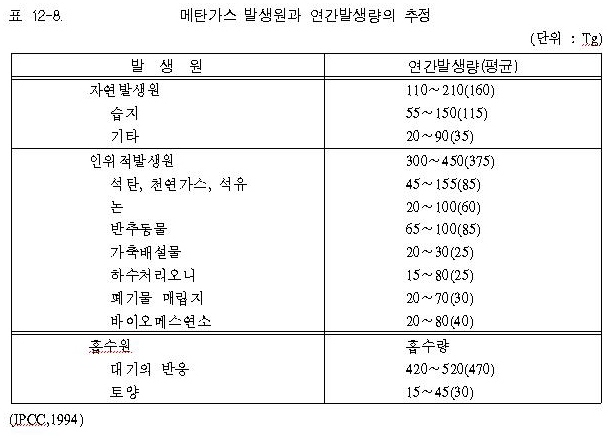 표 12-8. 메탄가스 발생원과 연간발생량의 추정
(단위 : Tg)
발 생 원 연간발생량(평균)
자연발생원 110~210(160)
습지 55~150(115)
기타 20~90(35)
인위적발생원 300~450(375)
석탄, 천연가스, 석유 45~155(85)
논 20~100(60)
반추동물 65~100(85)
가축배설물 20~30(25)
하수처리오니 15~80(25)
폐기물 매립지 20~70(30)
바이오메스연소 20~80(40)
흡수원 흡수량
대기의 반응 420~520(470)
토양 15~45(30)
(IPCC,1994)